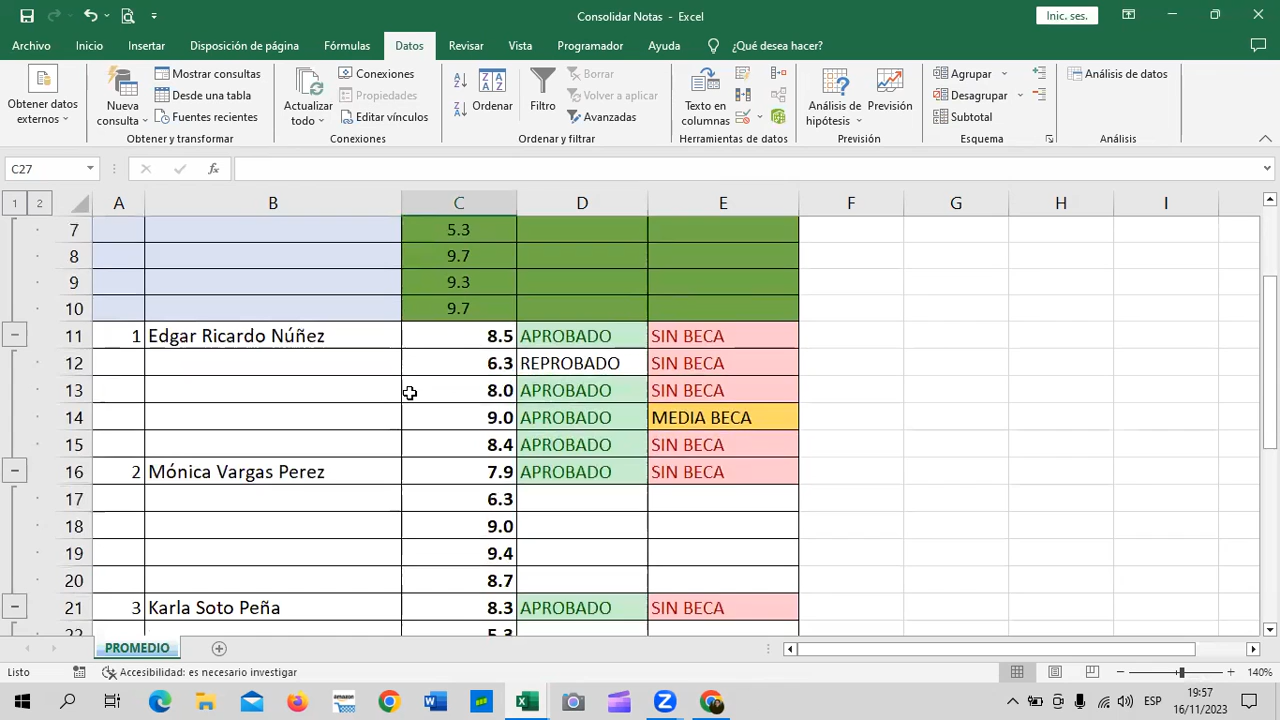 Consolidar Notas - Excel
Inic. ses.
Archivo Inicio Insertar Disposición de página Fórmulas Datos Revisar Vista Programador Ayuda ¿Qué desea hacer?
Obtener datos externos
Nueva consulta
Mostrar consultas
Desde una tabla
Fuentes recientes
Obtener y transformar
Actualizar todo
Conexiones
Propiedades
Editar vínculos
Conexiones
Ordenar
Filtro
Borrar
Volver a aplicar
Avanzadas
Ordenar y filtrar
Texto en columnas
Herramientas de datos
Análisis de hipótesis
Previsión
Previsión
Agrupar
Desagrupar
Subtotal
Esquema
Análisis de datos
Análisis
C27
fx
1 2 A B C D E F G H I
7 5.3
8 9.7
9 9.3
10 9.7
11 1 Edgar Ricardo Núñez 8.5 APROBADO SIN BECA
12 6.3 REPROBADO SIN BECA
13 8.0 APROBADO SIN BECA
14 9.0 APROBADO MEDIA BECA
15 8.4 APROBADO SIN BECA
16 2 Mónica Vargas Perez 7.9 APROBADO SIN BECA
17 6.3
18 9.0
19 9.4
20 8.7
21 3 Karla Soto Peña 8.3 APROBADO SIN BECA
22 5.3
PROMEDIO
Listo Accesibilidad: es necesario investigar 140%
ESP 19:57
16/11/2023